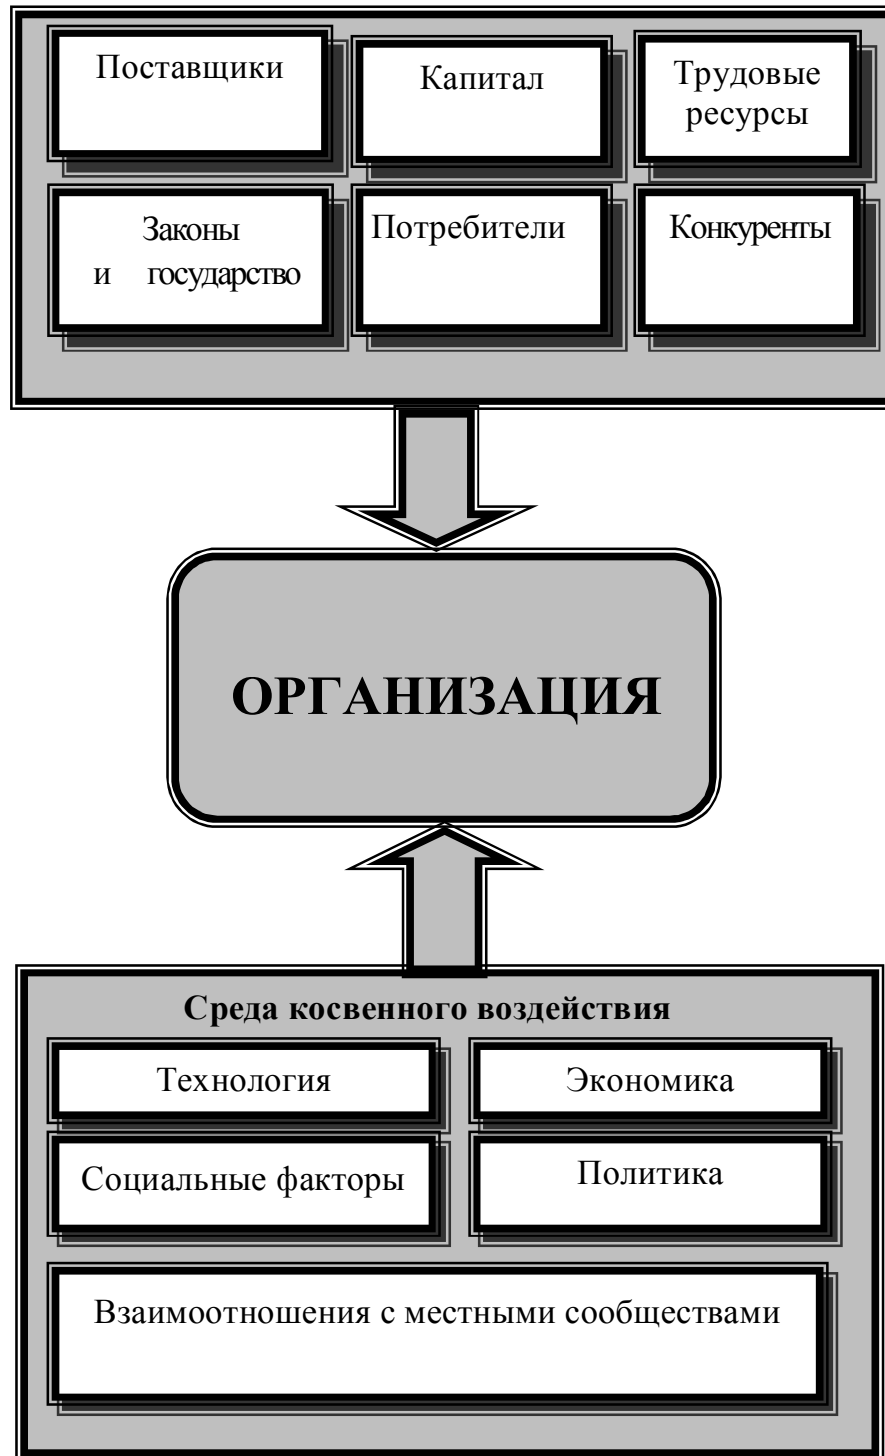 Поставщики
Капитал
Трудовые
ресурсы
Законы
и государство
Потребители
Конкуренты
ОРГАНИЗАЦИЯ
Среда косвенного воздействия
Технология
Экономика
Социальные факторы
Политика
Взаимоотношения с местными сообществами